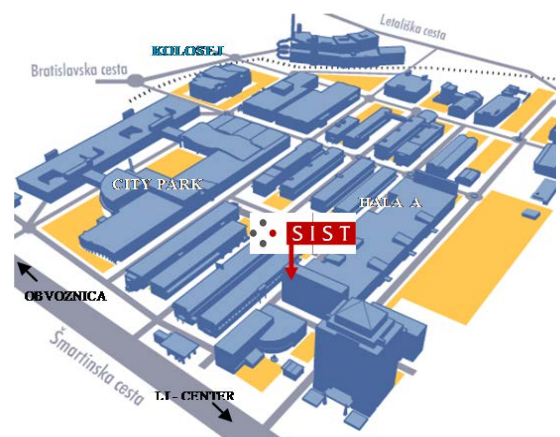 Letališka cesta
KOLOSEJ
Bratislavska cesta
CITY PARK
HALA A
SIST
OBVOZNICA
Šmartinska cesta
LJ - CENTER